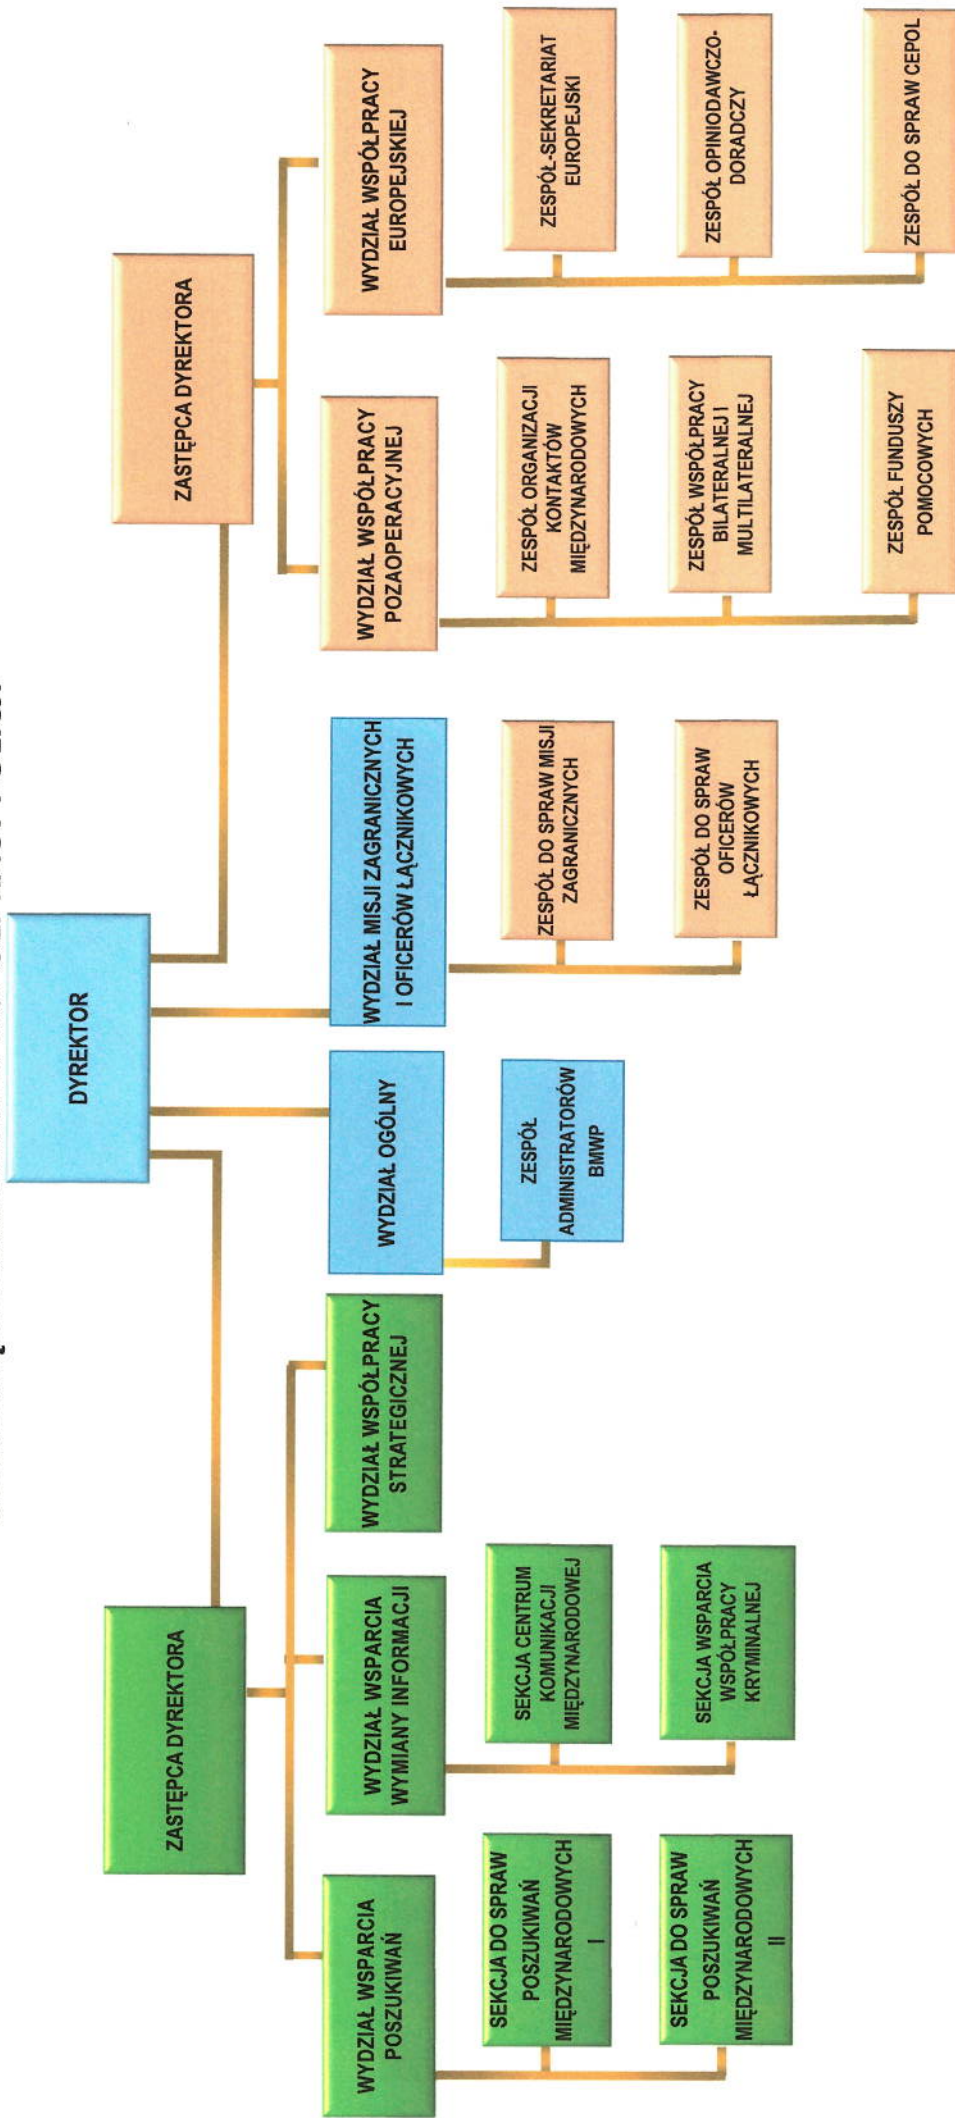 DYREKTOR
ZASTĘPCA DYREKTORA
ZASTĘPCA DYREKTORA
WYDZIAŁ WSPARCIA
POSZUKIWAŃ
WYDZIAŁ WSPARCIA
WYMIANY INFORMACJI
WYDZIAŁ WSPÓŁPRACY
STRATEGICZNEJ
WYDZIAŁ OGÓLNY
WYDZIAŁ MISJI ZAGRANICZNYCH
I OFICERÓW ŁĄCZNIKOWYCH
WYDZIAŁ WSPÓŁPRACY
POZAOPERACYJNEJ
WYDZIAŁ WSPÓŁPRACY
EUROPEJSKIEJ
SEKCJA DO SPRAW
POSZUKIWAŃ
MIĘDZYNARODOWYCH
I
SEKCJA CENTRUM
KOMUNIKACJI
MIĘDZYNARODOWEJ
ZESPÓŁ
ADMINISTRATORÓW
BMWP
ZESPÓŁ DO SPRAW MISJI
ZAGRANICZNYCH
ZESPÓŁ ORGANIZACJI
KONTAKTÓW
MIĘDZYNARODOWYCH
ZESPÓŁ-SEKRETARIAT
EUROPEJSKI
SEKCJA DO SPRAW
POSZUKIWAŃ
MIĘDZYNARODOWYCH
II
SEKCJA WSPARCIA
WSPÓŁPRACY
KRYMINALNEJ
ZESPÓŁ DO SPRAW
OFICERÓW
ŁĄCZNIKOWYCH
ZESPÓŁ WSPÓŁPRACY
BILATERALNEJ I
MULTILATERALNEJ
ZESPÓŁ OPINIODAWCZO-
DORADCZY
ZESPÓŁ FUNDUSZY
POMOCOWYCH
ZESPÓŁ DO SPRAW CEPOL